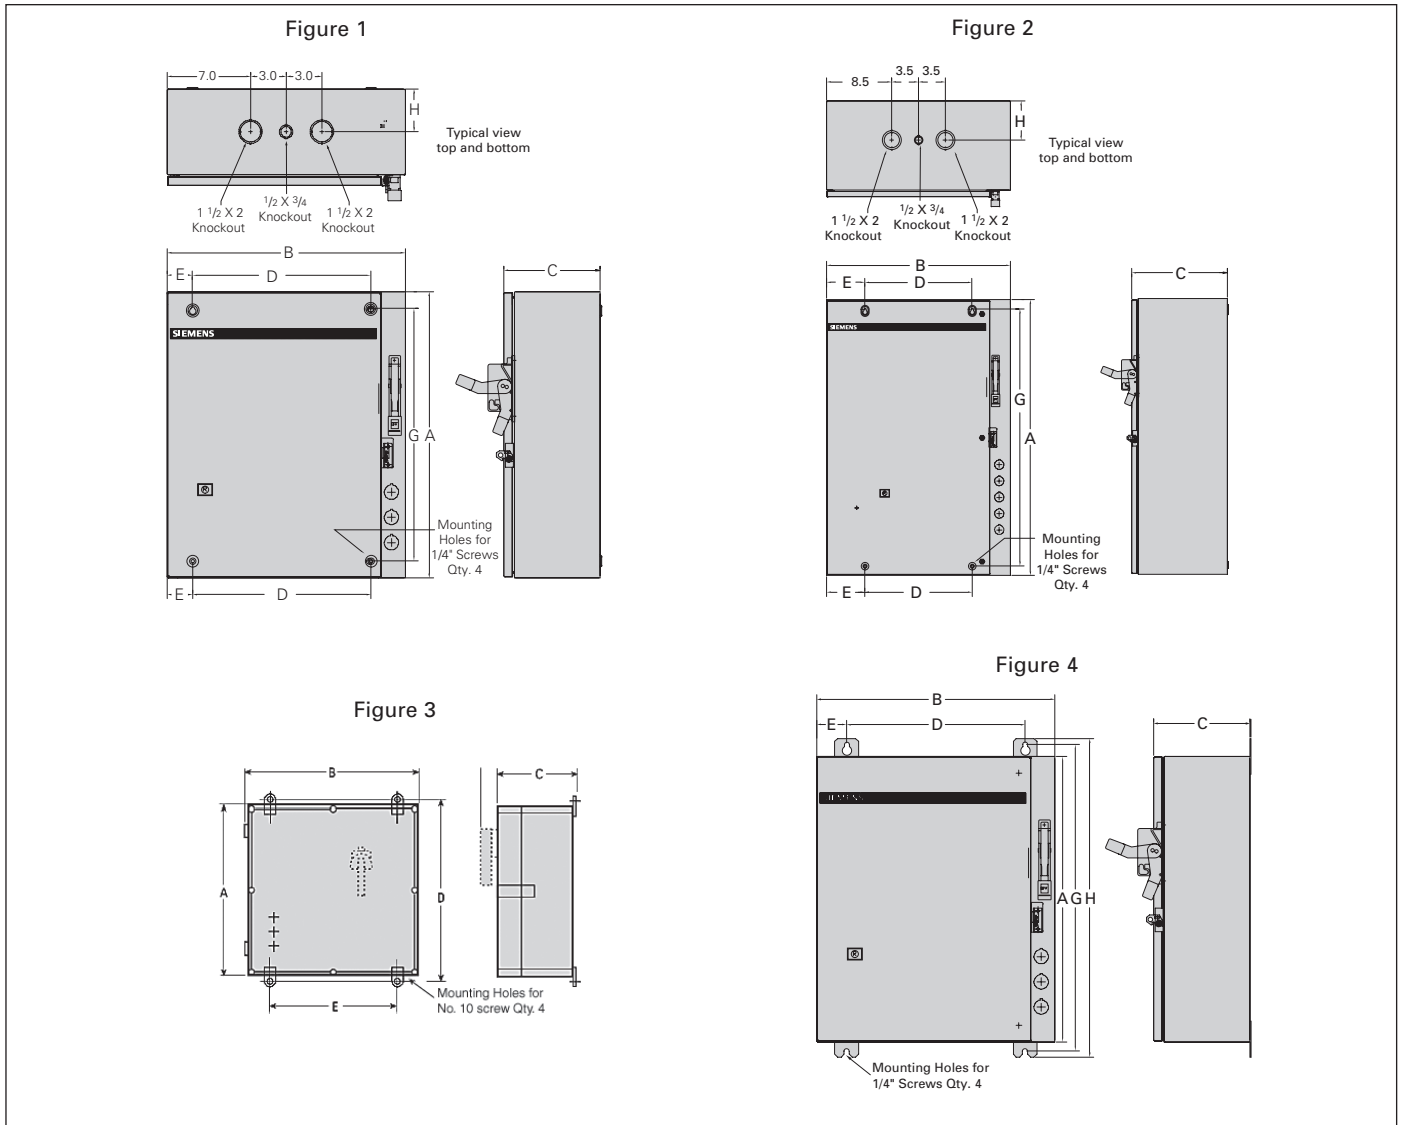 Figure 1
7.0 3.0 3.0
H
Typical view
top and bottom
1 1/2 X 2
Knockout
1/2 X 3/4
Knockout
1 1/2 X 2
Knockout
B
E D
C
SIEMENS
G A
Mounting
Holes for
1/4" Screws
Qty. 4
E D
Figure 2
8.5 3.5 3.5
H
Typical view
top and bottom
1 1/2 X 2
Knockout
1/2 X 3/4
Knockout
1 1/2 X 2
Knockout
B
E D
C
SIEMENS
G
A
Mounting
Holes for
1/4" Screws
Qty. 4
E D
Figure 3
B
C
A
D
E
Mounting Holes for
No. 10 screw Qty. 4
Figure 4
B
E D
C
SIEMENS
A G H
Mounting Holes for
1/4" Screws Qty. 4